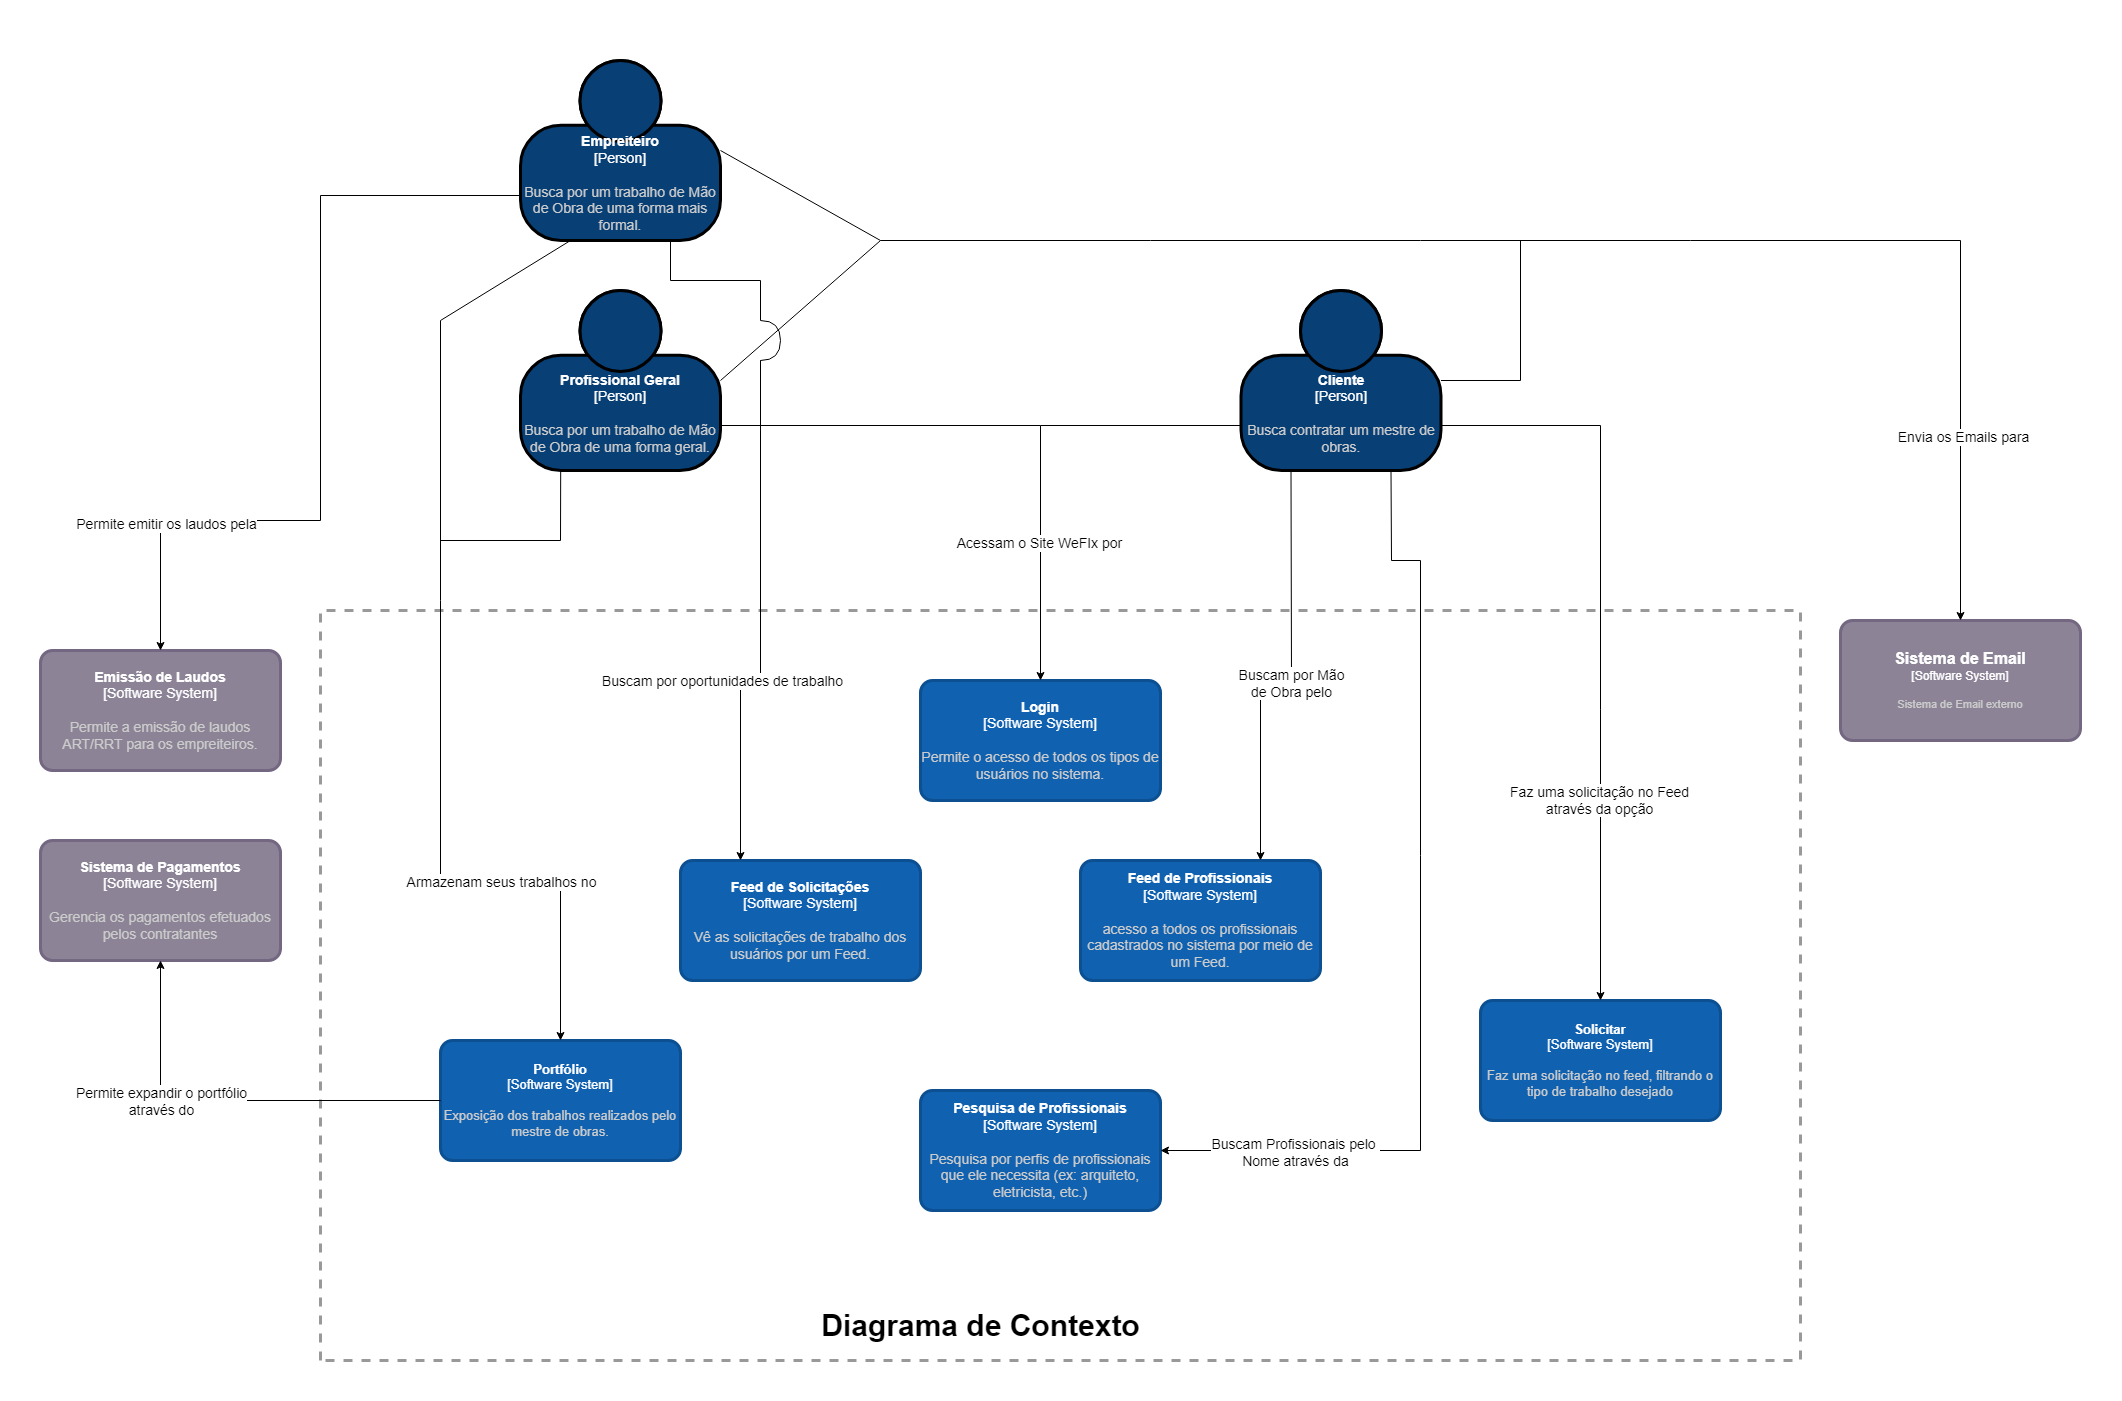 Empreiteiro
[Person]
Busca por um trabalho de Mão
de Obra de uma forma mais
formal.
Profissional Geral
[Person]
Busca por um trabalho de Mão
de Obra de uma forma geral.
Cliente
[Person]
Busca contratar um mestre de
obras.
Envia os Emails para
Permite emitir os laudos pela
Acessam o Site WeFIx por
Emissão de Laudos
[Software System]
Permite a emissão de laudos
ART/RRT para os empreiteiros.
Buscam por oportunidades de trabalho
Login
[Software System]
Permite o acesso de todos os tipos de
usuários no sistema.
Buscam por Mão
de Obra pelo
Sistema de Email
[Software System]
Sistema de Email externo
Faz uma solicitação no Feed
através da opção
Sistema de Pagamentos
[Software System]
Gerencia os pagamentos efetuados
pelos contratantes
Armazenam seus trabalhos no
Feed de Solicitações
[Software System]
Vê as solicitações de trabalho dos
usuários por um Feed.
Feed de Profissionais
[Software System]
acesso a todos os profissionais
cadastrados no sistema por meio de
um Feed.
Solicitar
[Software System]
Faz uma solicitação no feed, filtrando o
tipo de trabalho desejado
Permite expandir o portfólio
através do
Portfólio
[Software System]
Exposição dos trabalhos realizados pelo
mestre de obras.
Pesquisa de Profissionais
[Software System]
Pesquisa por perfis de profissionais
que ele necessita (ex: arquiteto,
eletricista, etc.)
Buscam Profissionais pelo
Nome através da
Diagrama de Contexto